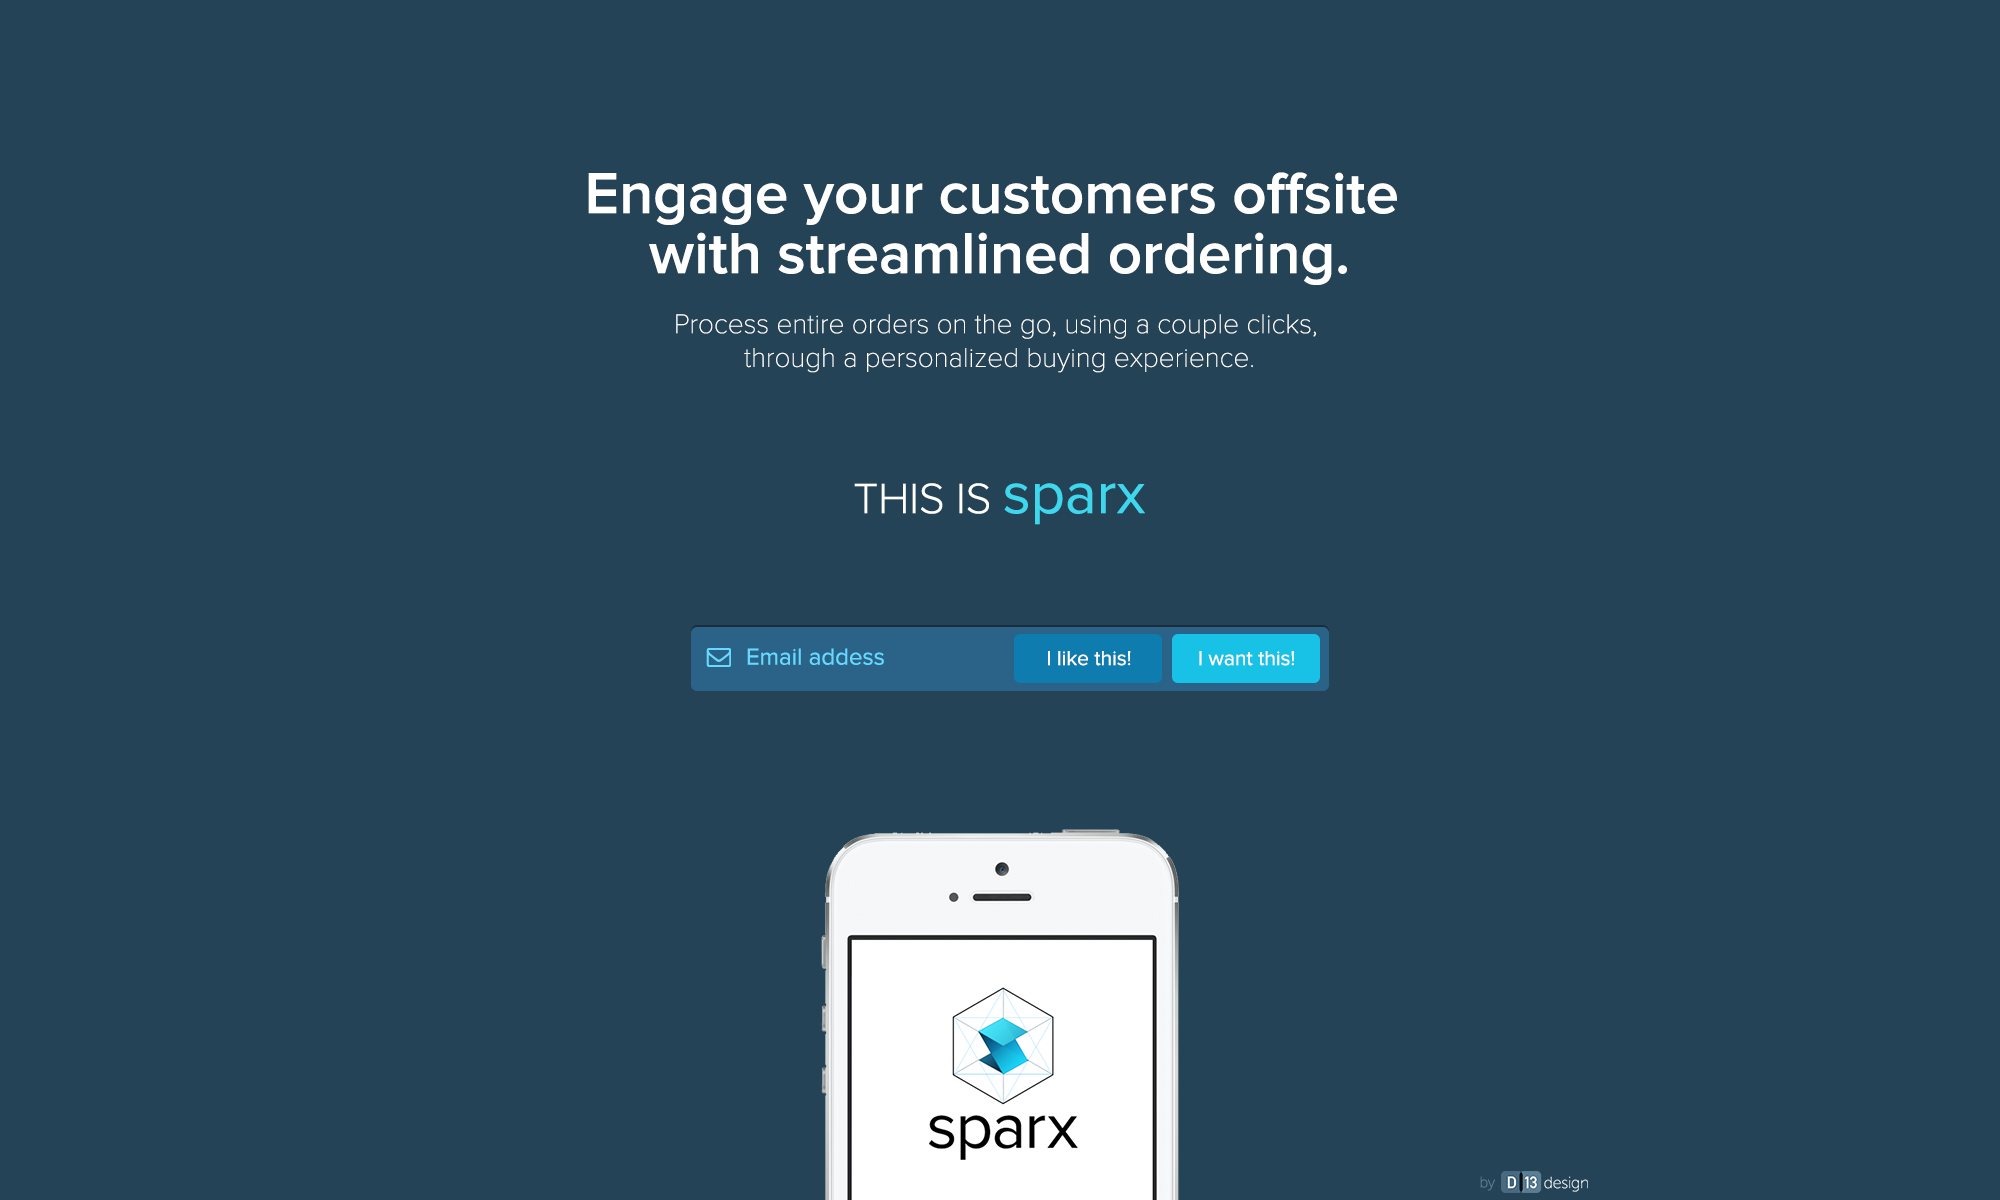 Engage your customers offsite
with streamlined ordering.
Process entire orders on the go, using a couple clicks,
through a personalized buying experience.
THIS IS sparx
Email addess
I like this!
I want this!
sparx
by D|13 design